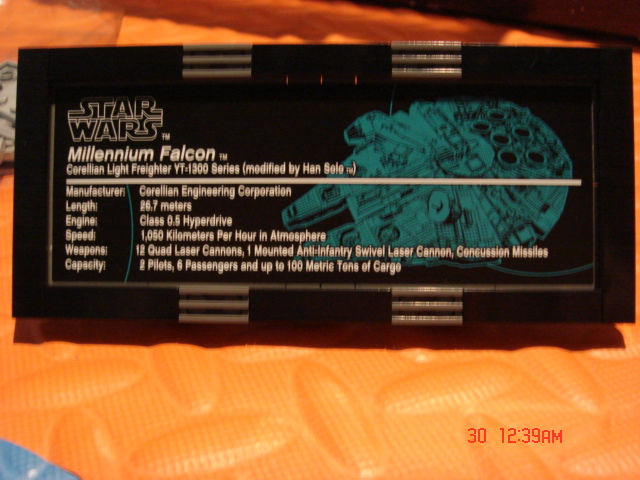 STAR
WARS TM
Millennium Falcon TM
Corellian Light Freighter YT-1300 Series (modified by Han Solo TM)
Manufacturer: Corellian Engineering Corporation
Length: 26.7 meters
Engine: Class 0.5 Hyperdrive
Speed: 1,050 Kilometers Per Hour in Atmosphere
Weapons: 12 Quad Laser Cannons, 1 Mounted Anti-Infantry Swivel Laser Cannon, Concussion Missiles
Capacity: 2 Pilots, 6 Passengers and up to 100 Metric Tons of Cargo
30 12:39AM